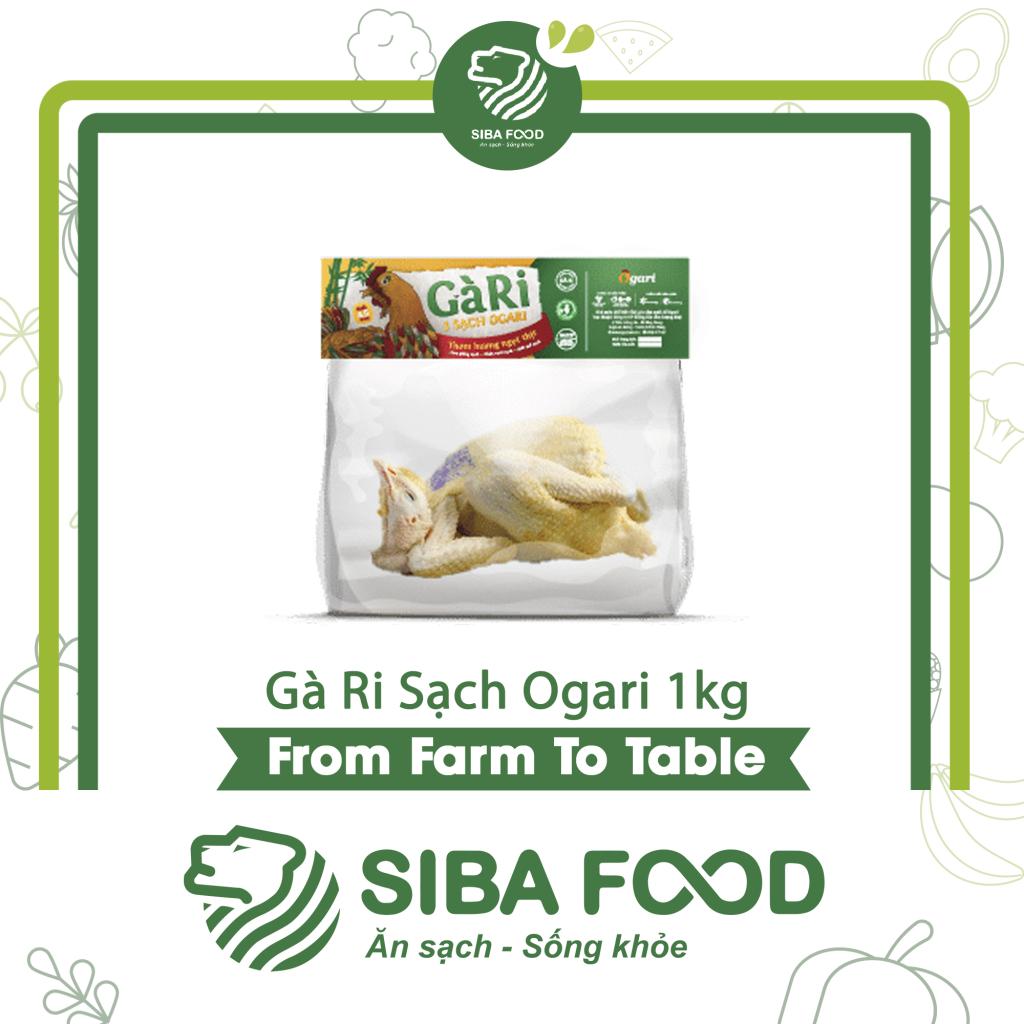 SIBA FOOD
Ăn sạch - Sống khỏe
GàRi
3 SẠCH OGARI
Thơm hương ngọt thịt
Ogari
Gà Ri Sạch Ogari 1kg
From Farm To Table
SIBA FOOD
Ăn sạch - Sống khỏe